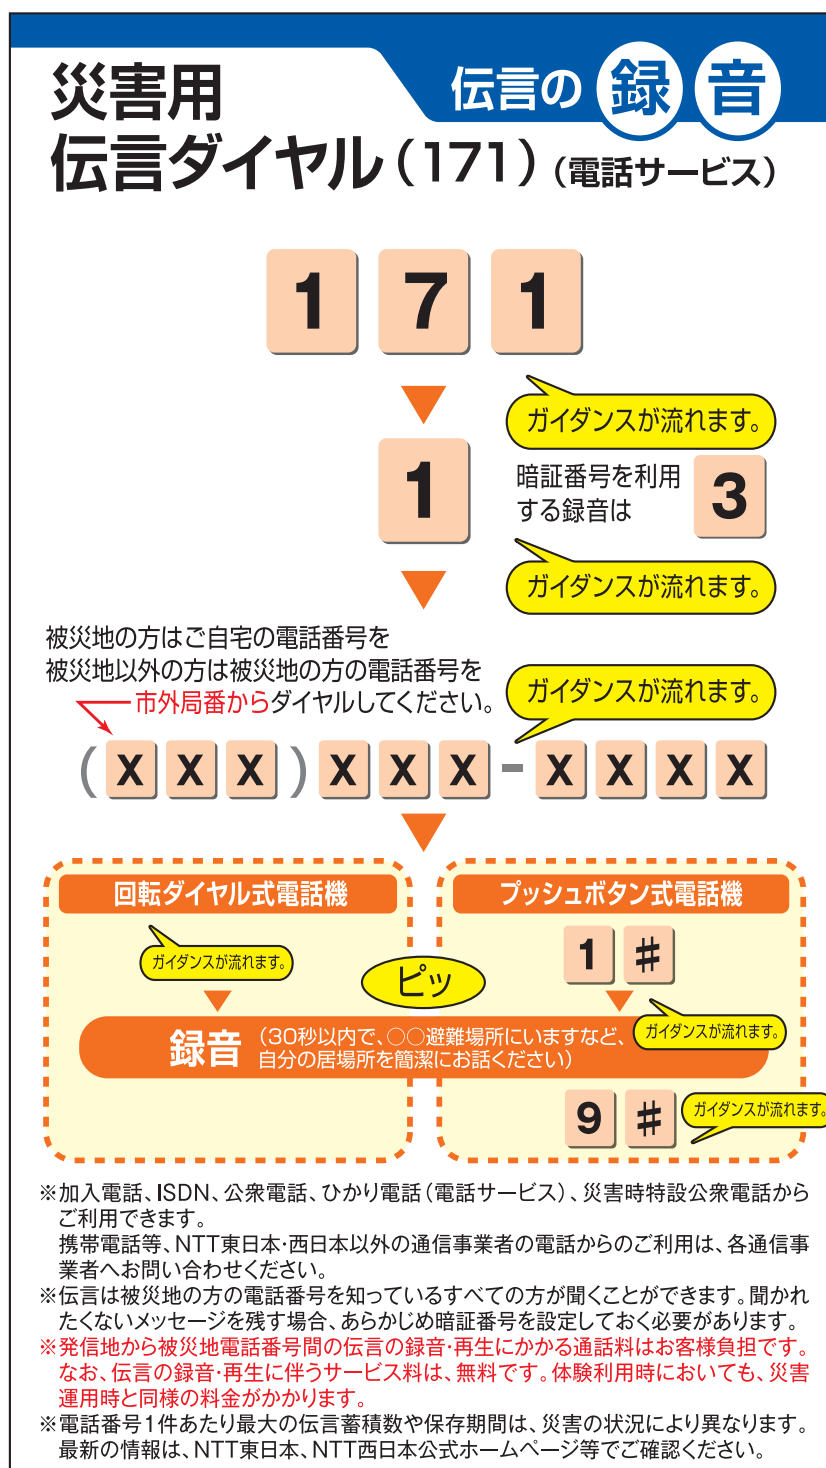 災害用
伝言ダイヤル(171)(電話サービス)
伝言の 録 音
1 7 1
ガイダンスが流れます。
1
暗証番号を利用
する録音は
3
ガイダンスが流れます。
被災地の方はご自宅の電話番号を
被災地以外の方は被災地の方の電話番号を
市外局番からダイヤルしてください。
ガイダンスが流れます。
(XXX)XXX-XXXX
回転ダイヤル式電話機
ガイダンスが流れます。
プッシュボタン式電話機
1 #
ピッ
録音
(30秒以内で、○○避難場所にいますなど、
自分の居場所を簡潔にお話ください)
ガイダンスが流れます。
9 #
ガイダンスが流れます。
※加入電話、ISDN、公衆電話、ひかり電話(電話サービス)、災害時特設公衆電話から
ご利用できます。
携帯電話等、NTT東日本・西日本以外の通信事業者の電話からのご利用は、各通信事
業者へお問い合わせください。
※伝言は被災地の方の電話番号を知っているすべての方が聞くことができます。聞かれ
たくないメッセージを残す場合、あらかじめ暗証番号を設定しておく必要があります。
※発信地から被災地電話番号間の伝言の録音・再生にかかる通話料はお客様負担です。
なお、伝言の録音・再生に伴うサービス料は、無料です。体験利用時においても、災害
運用時と同様の料金がかかります。
※電話番号1件あたり最大の伝言蓄積数や保存期間は、災害の状況により異なります。
最新の情報は、NTT東日本、NTT西日本公式ホームページ等でご確認ください。